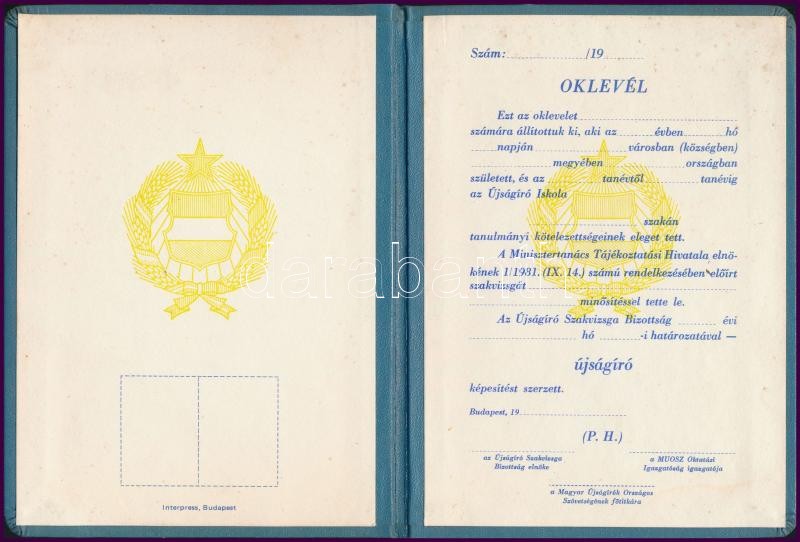 Interpress, Budapest
Szám: /19
OKLEVÉL
Ezt az oklevelet
számára állítottuk ki, aki az évben hó
napján városban (községben)
megyében országban
született, és az tanévtől tanévig
az Újságíró Iskola
szakán
tanulmányi kötelezettségeinek eleget tett.
A Minisztertanács Tájékoztatási Hivatala elnö-
kének 1/1981. (IX. 14.) számú rendelkezésében előírt
szakvizsgát
minősítéssel tette le.
Az Újságíró Szakvizsga Bizottság évi
hó -i határozatával —
újságíró
képesítést szerzett.
Budapest, 19
(P. H.)
az Újságíró Szakvizsga
Bizottság elnöke
a MUOSZ Oktatási
Igazgatóság igazgatója
a Magyar Újságírók Országos
Szövetségének főtitkára